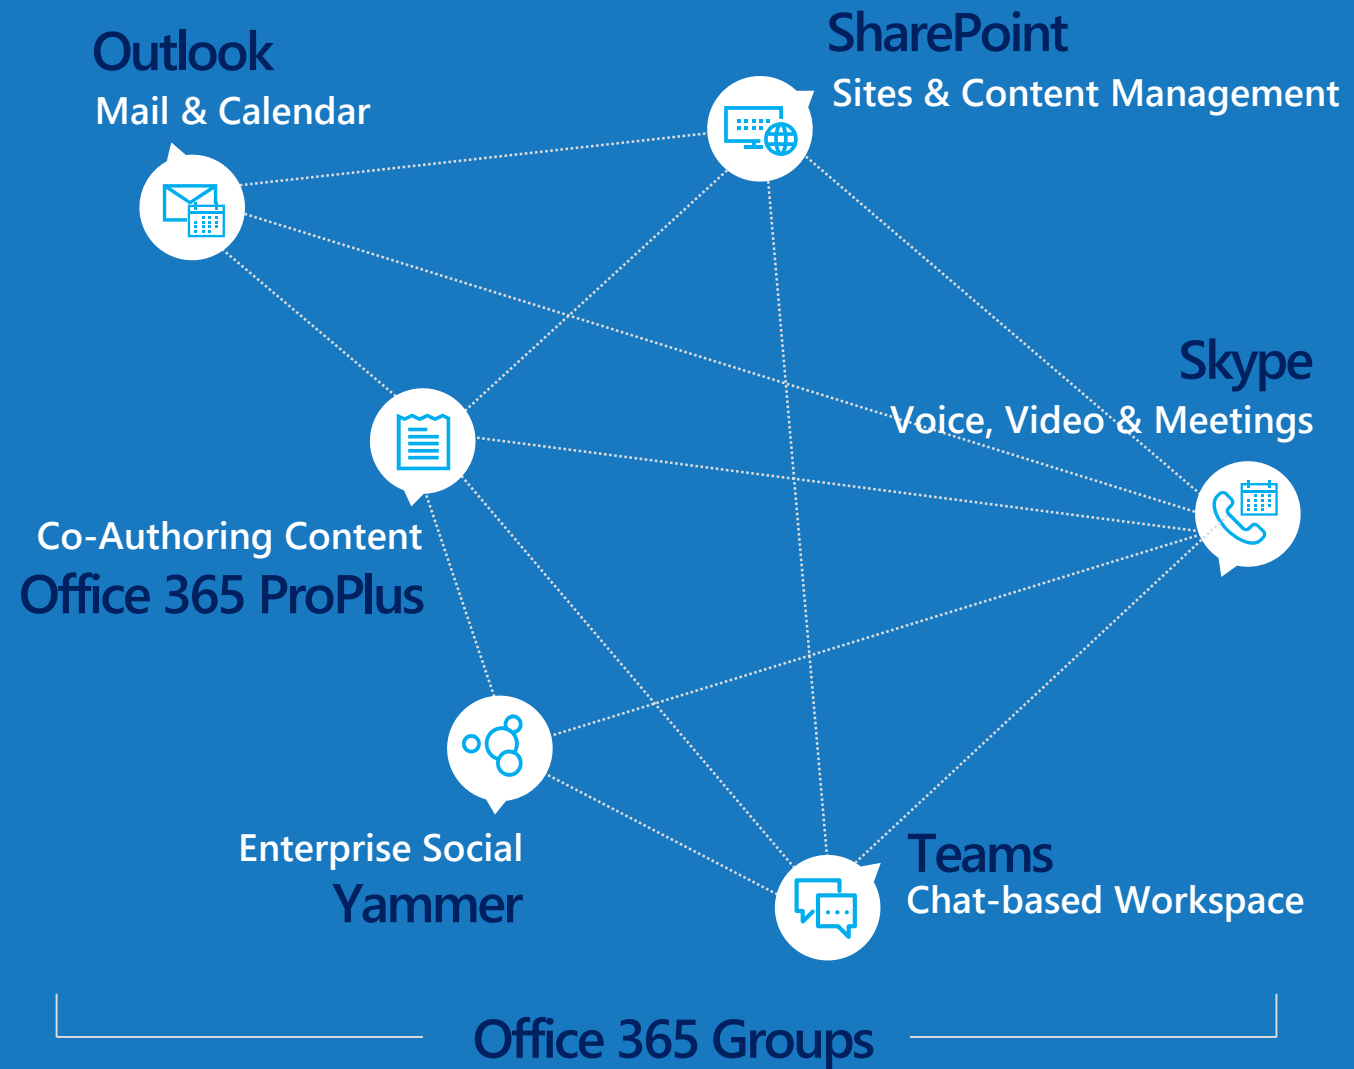 Outlook
Mail & Calendar
SharePoint
Sites & Content Management
Skype
Voice, Video & Meetings
Co-Authoring Content
Office 365 ProPlus
Enterprise Social
Yammer
Teams
Chat-based Workspace
Office 365 Groups